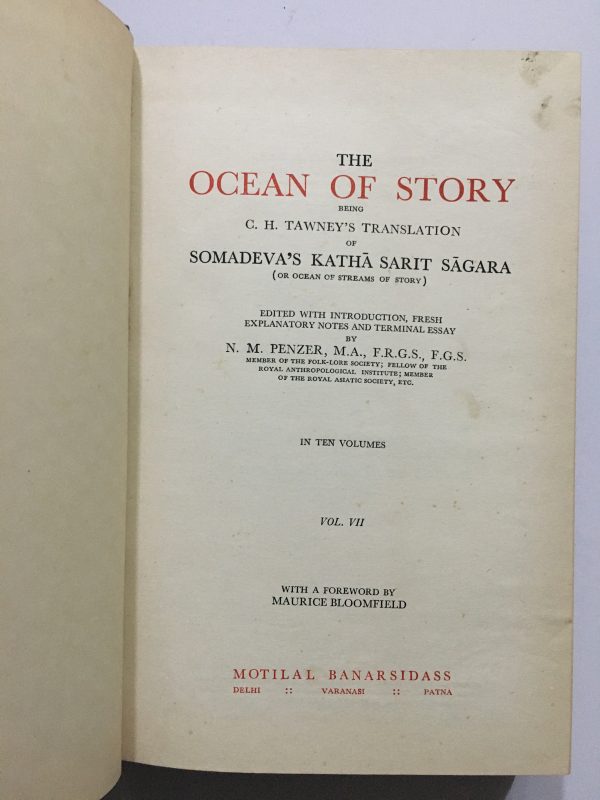 THE
OCEAN OF STORY
BEING
C. H. TAWNEY'S TRANSLATION
OF
SOMADEVA'S KATHĀ SARIT SĀGARA
(OR OCEAN OF STREAMS OF STORY)
EDITED WITH INTRODUCTION, FRESH
EXPLANATORY NOTES AND TERMINAL ESSAY
BY
N. M. PENZER, M.A., F.R.G.S., F.G.S.
MEMBER OF THE FOLK-LORE SOCIETY; FELLOW OF THE
ROYAL ANTHROPOLOGICAL INSTITUTE; MEMBER
OF THE ROYAL ASIATIC SOCIETY, ETC.
IN TEN VOLUMES
VOL. VII
WITH A FOREWORD BY
MAURICE BLOOMFIELD
MOTILAL BANARSIDASS
DELHI :: VARANASI :: PATNA